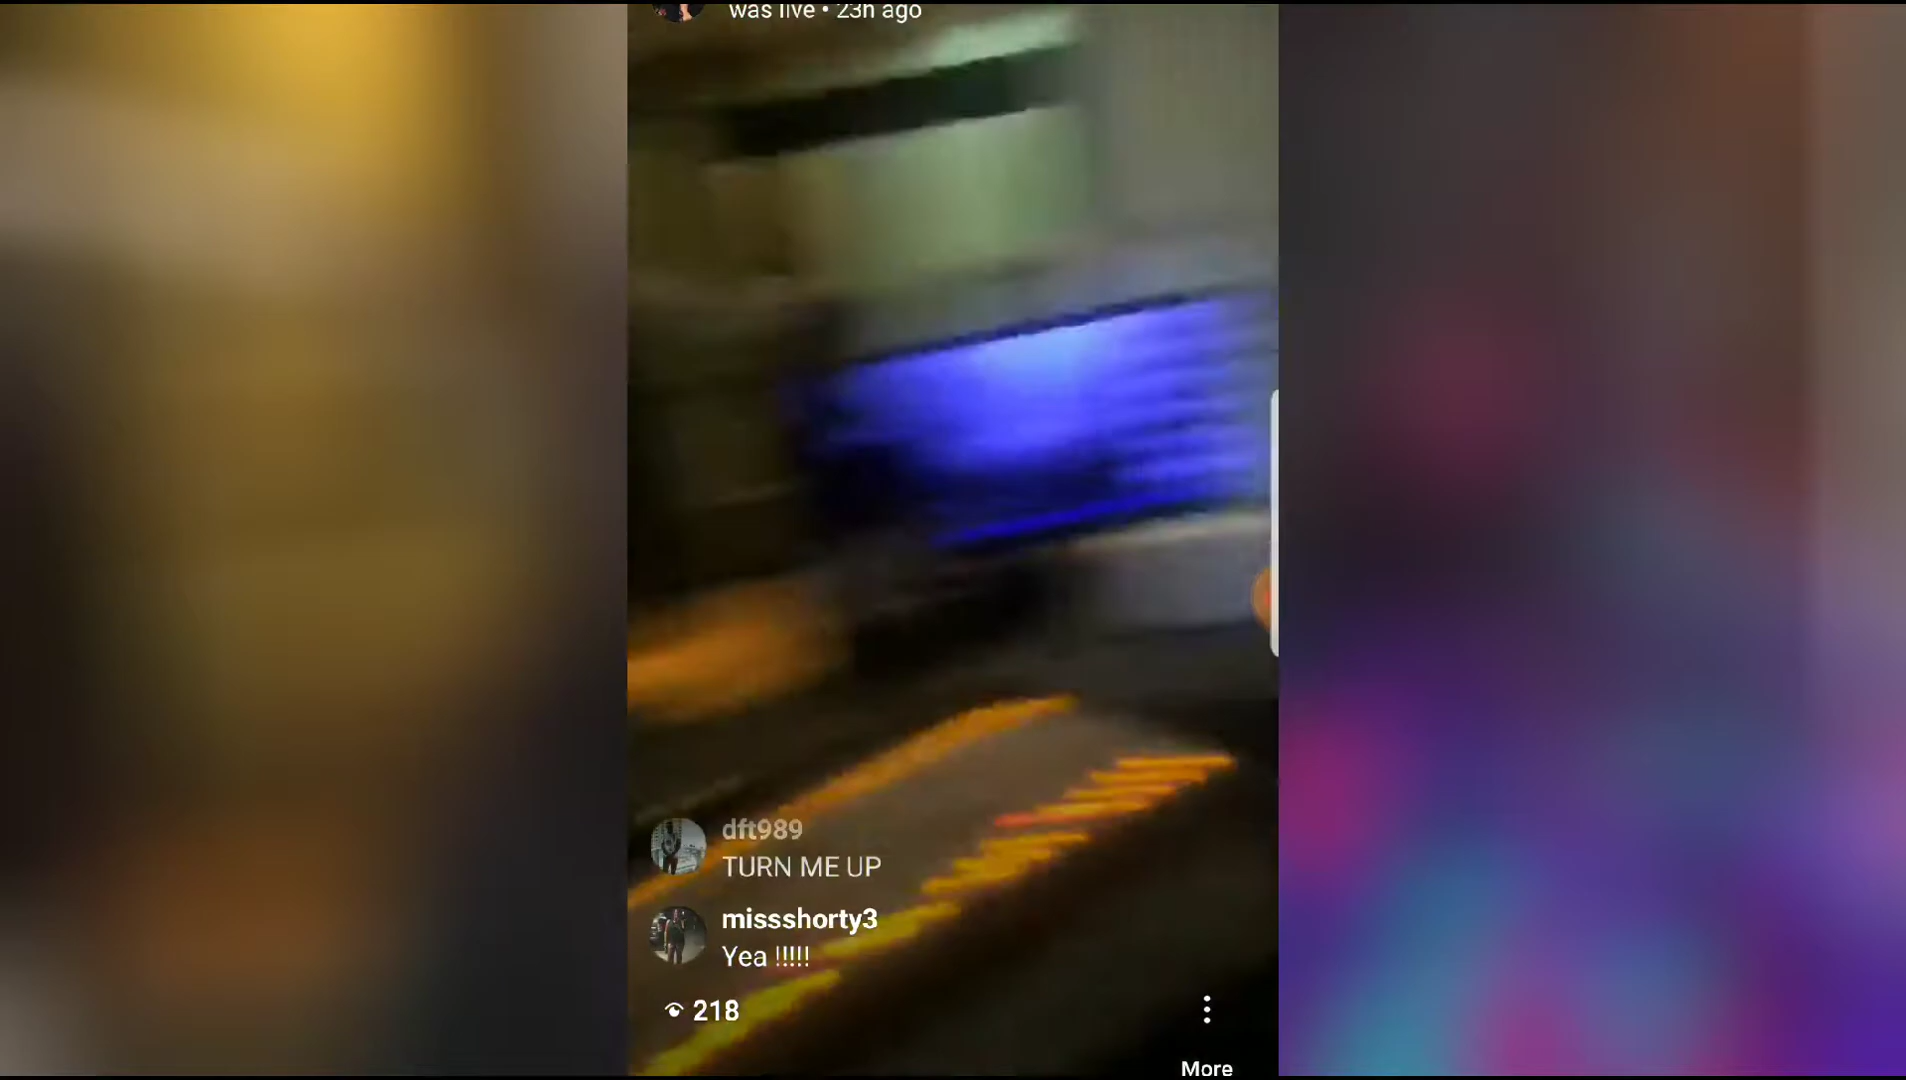 was live • 23h ago
dft989
TURN ME UP
missshorty3
Yea !!!!!
218
More